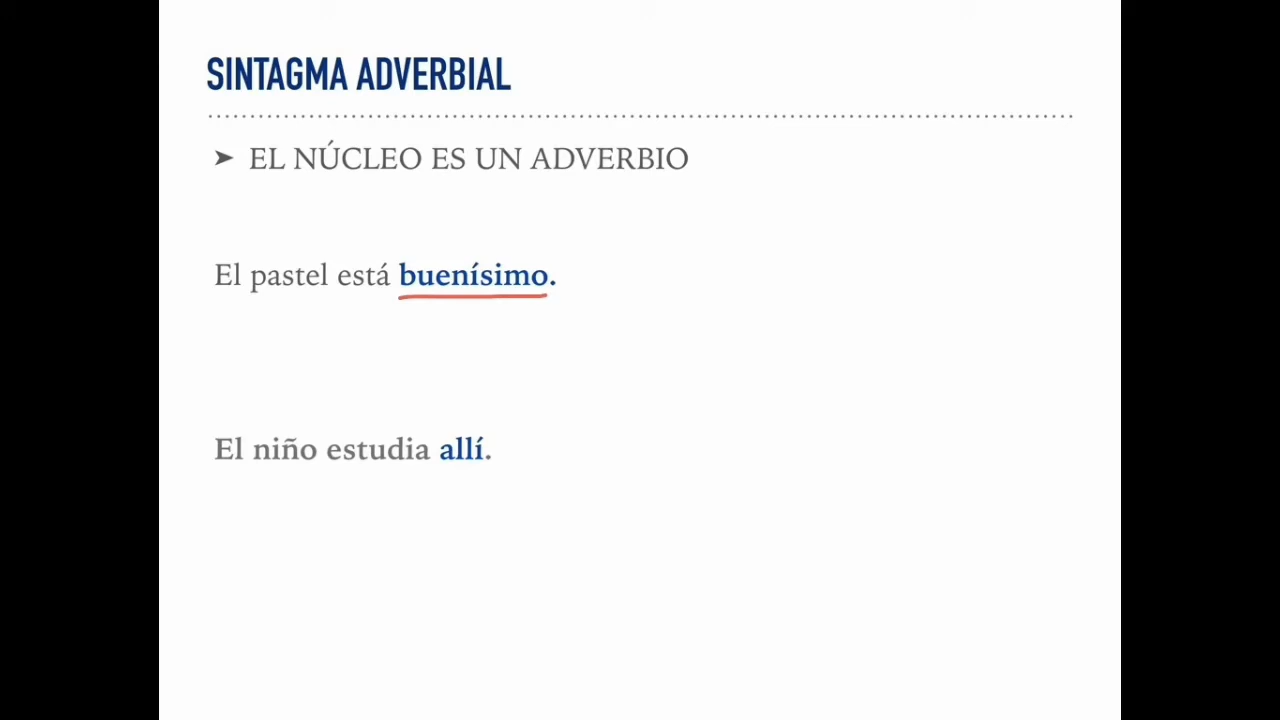 SINTAGMA ADVERBIAL
➤ EL NÚCLEO ES UN ADVERBIO
El pastel está buenísimo.
El niño estudia allí.